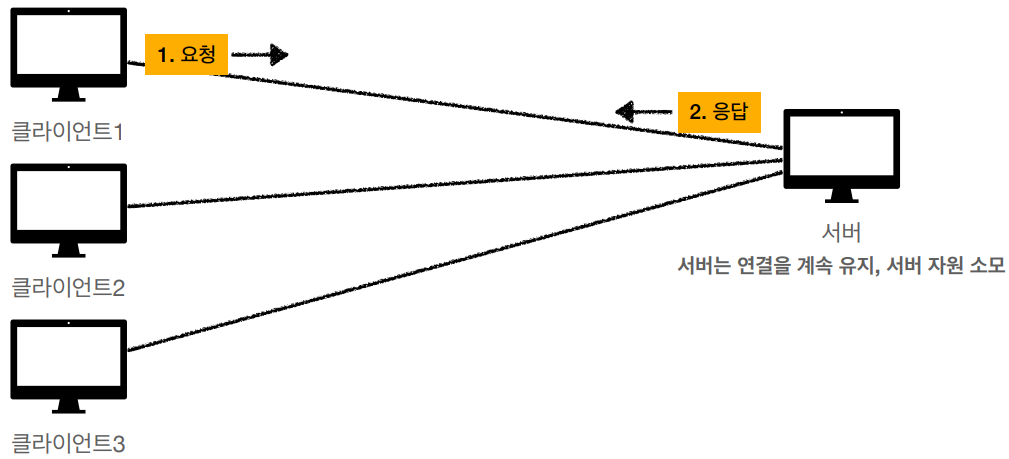 1. 요청
클라이언트1
2. 응답
클라이언트2
서버
서버는 연결을 계속 유지, 서버 자원 소모
클라이언트3